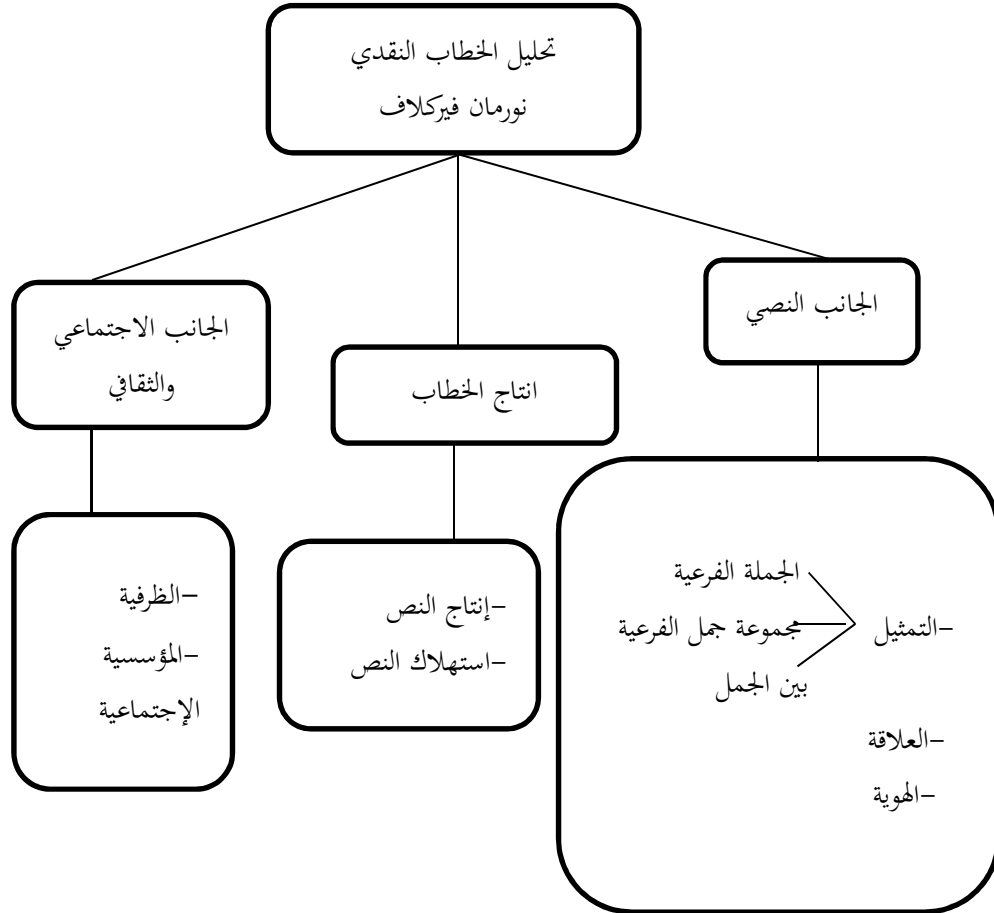 تحليل الخطاب النقدي
نورمان فيركلاف
الجانب النصي
انتاج الخطاب
الجانب الاجتماعي
والثقافي
الجملة الفرعية
–التمثيل
مجموعة جمل الفرعية
بين الجمل
–العلاقة
–الهوية
–إنتاج النص
–استهلاك النص
–الظرفية
–المؤسسية
الإجتماعية